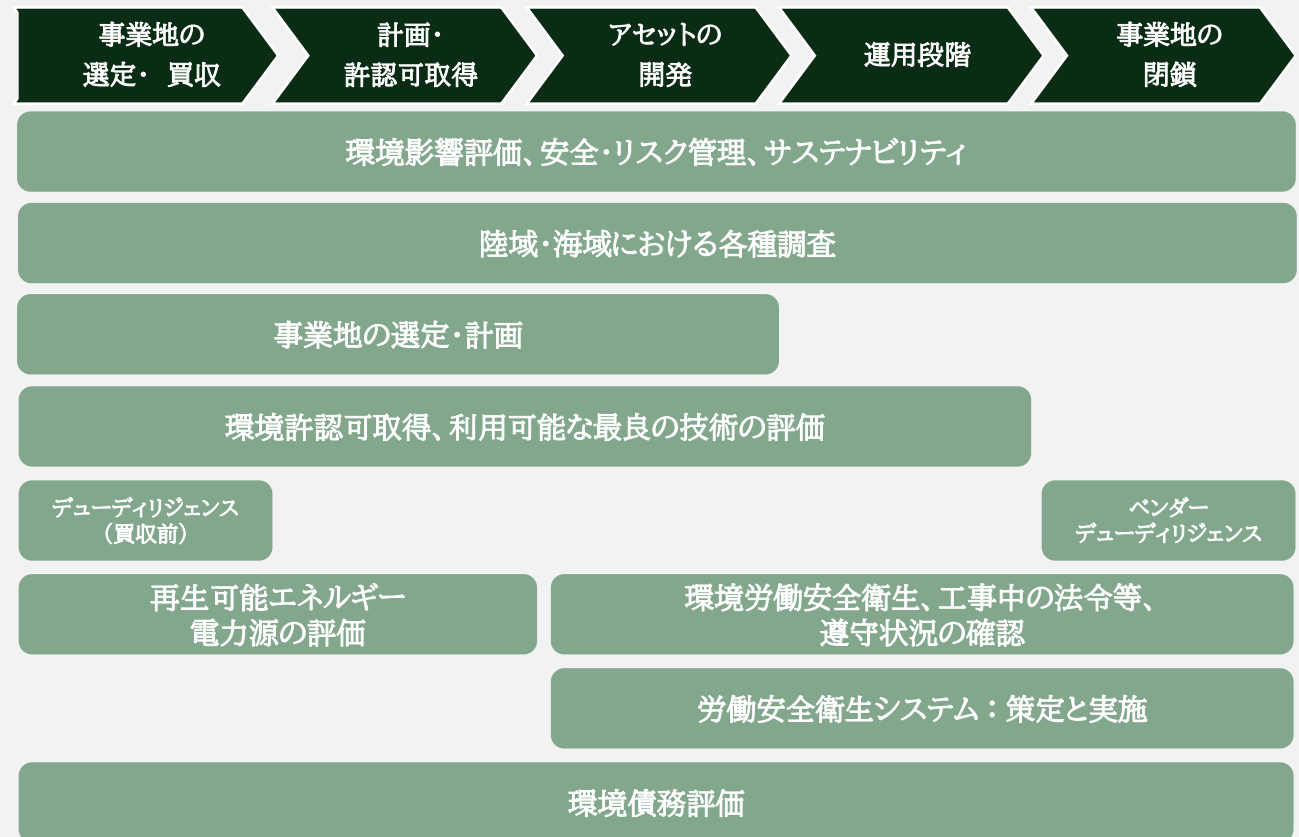 事業地の
選定・ 買収
計画・
許認可取得
アセットの
開発
運用段階
事業地の
閉鎖
環境影響評価、安全・リスク管理、サステナビリティ
陸域・海域における各種調査
事業地の選定・計画
環境許認可取得、利用可能な最良の技術の評価
デューディリジェンス
（買収前）
ベンダー
デューディリジェンス
再生可能エネルギー
電力源の評価
環境労働安全衛生、工事中の法令等、
遵守状況の確認
労働安全衛生システム：策定と実施
環境債務評価